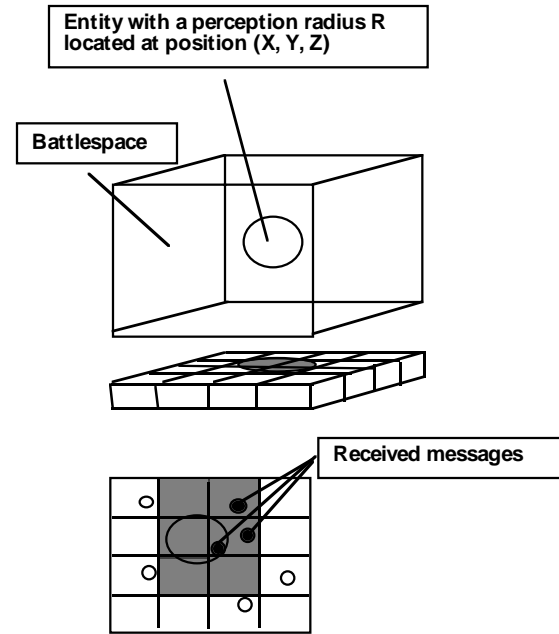 Entity with a perception radius R
located at position (X, Y, Z)
Battlespace
Received messages